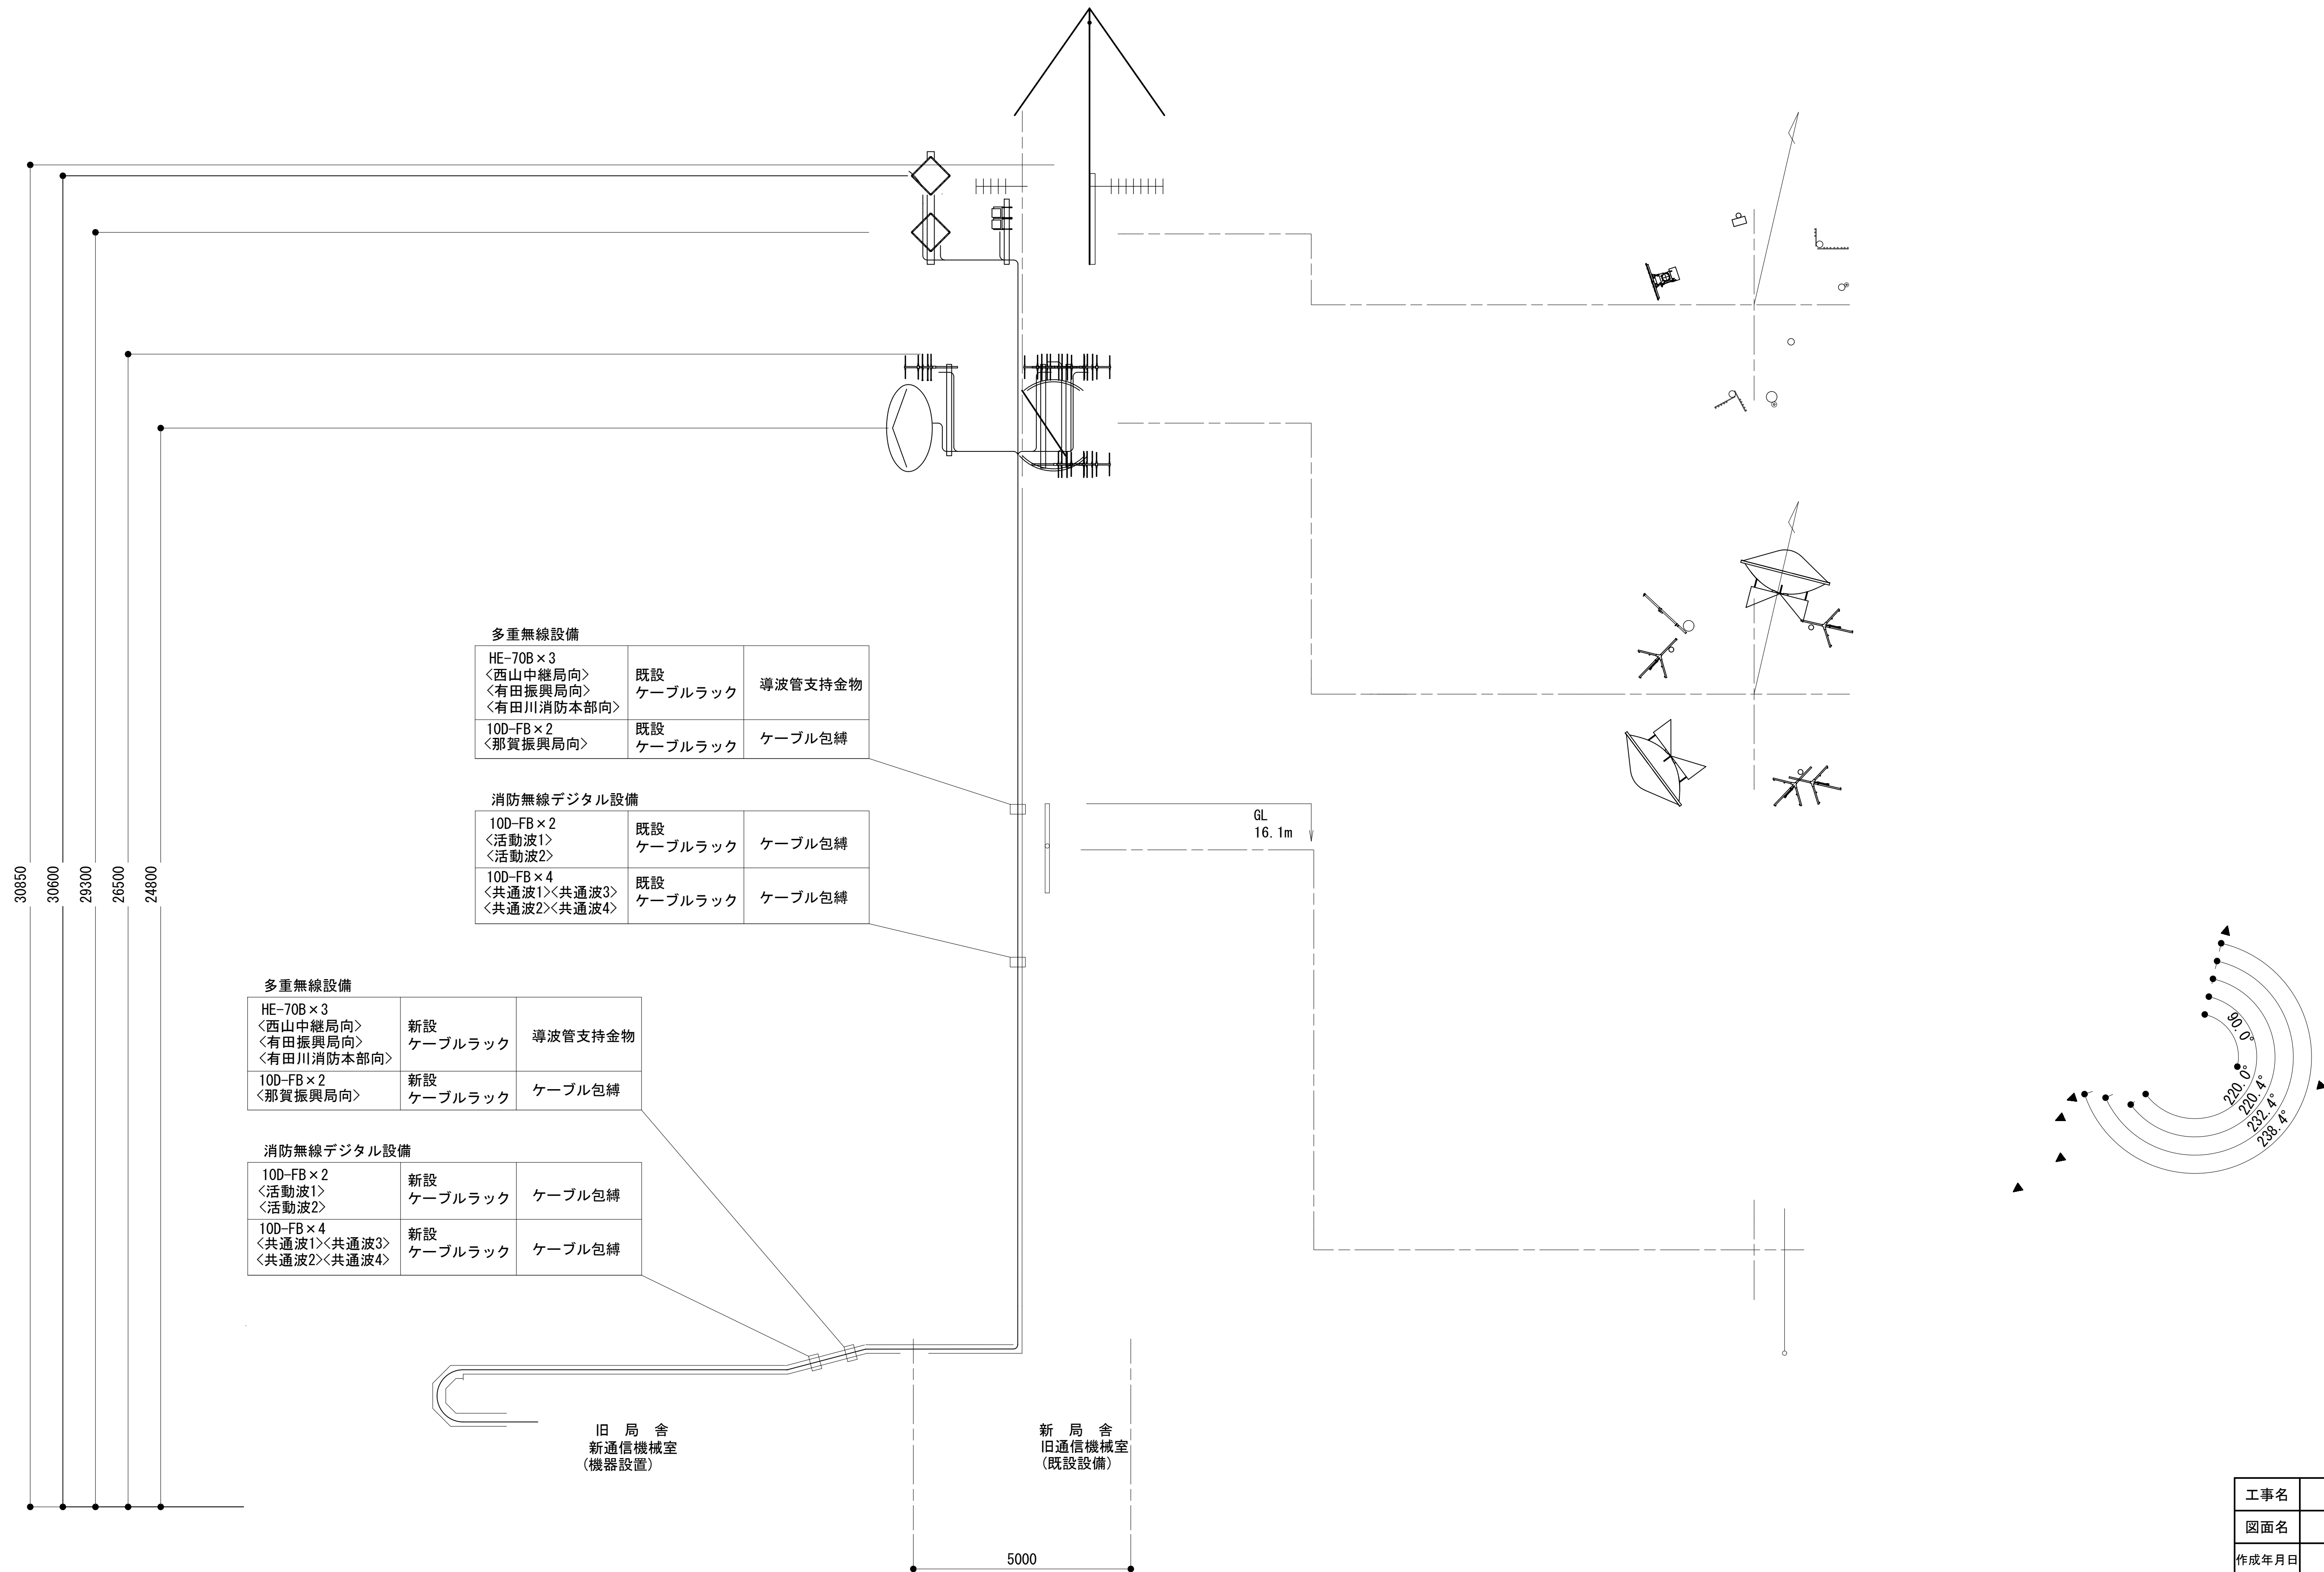 30850
30600
29300
26500
24800
多重無線設備
HE-70B×3
<西山中継局向>
<有田振興局向>
<有田川消防本部向>
既設
ケーブルラック
導波管支持金物
10D-FB×2
<那賀振興局向>
既設
ケーブルラック
ケーブル包縛
消防無線デジタル設備
10D-FB×2
<活動波1>
<活動波2>
既設
ケーブルラック
ケーブル包縛
10D-FB×4
<共通波1><共通波3>
<共通波2><共通波4>
既設
ケーブルラック
ケーブル包縛
GL
16.1m
多重無線設備
HE-70B×3
<西山中継局向>
<有田振興局向>
<有田川消防本部向>
新設
ケーブルラック
導波管支持金物
10D-FB×2
<那賀振興局向>
新設
ケーブルラック
ケーブル包縛
消防無線デジタル設備
10D-FB×2
<活動波1>
<活動波2>
新設
ケーブルラック
ケーブル包縛
10D-FB×4
<共通波1><共通波3>
<共通波2><共通波4>
新設
ケーブルラック
ケーブル包縛
90.0°
220.0°
220.4°
232.4°
238.4°
旧 局 舎
新通信機械室
(機器設置)
新 局 舎
旧通信機械室
(既設設備)
5000
工事名
図面名
作成年月日